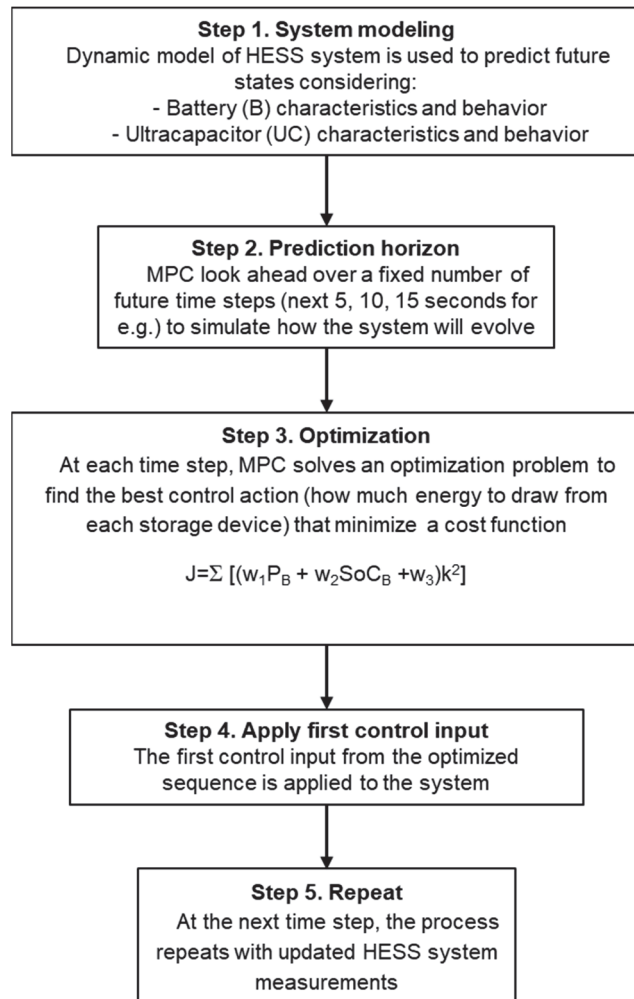 Step 1. System modeling
Dynamic model of HESS system is used to predict future
states considering:
- Battery (B) characteristics and behavior
- Ultracapacitor (UC) characteristics and behavior
Step 2. Prediction horizon
MPC look ahead over a fixed number of
future time steps (next 5, 10, 15 seconds for
e.g.) to simulate how the system will evolve
Step 3. Optimization
At each time step, MPC solves an optimization problem to
find the best control action (how much energy to draw from
each storage device) that minimize a cost function
J=Σ [(w₁P_B + w₂SoC_B +w₃)k²]
Step 4. Apply first control input
The first control input from the optimized
sequence is applied to the system
Step 5. Repeat
At the next time step, the process
repeats with updated HESS system
measurements